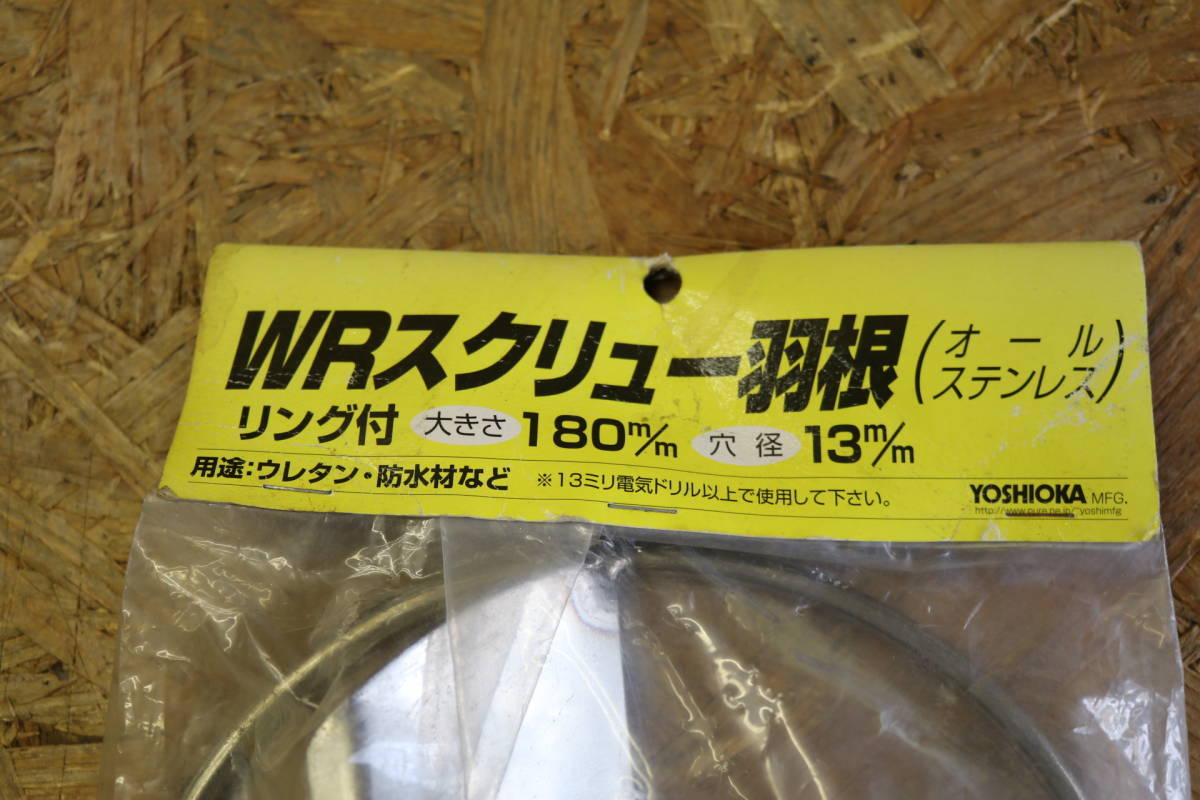 WRスクリュー羽根(オールステンレス)
リング付 大きさ 180m/m 穴径 13m/m
用途:ウレタン・防水材など ※13ミリ電気ドリル以上で使用して下さい。
YOSHIOKA MFG.